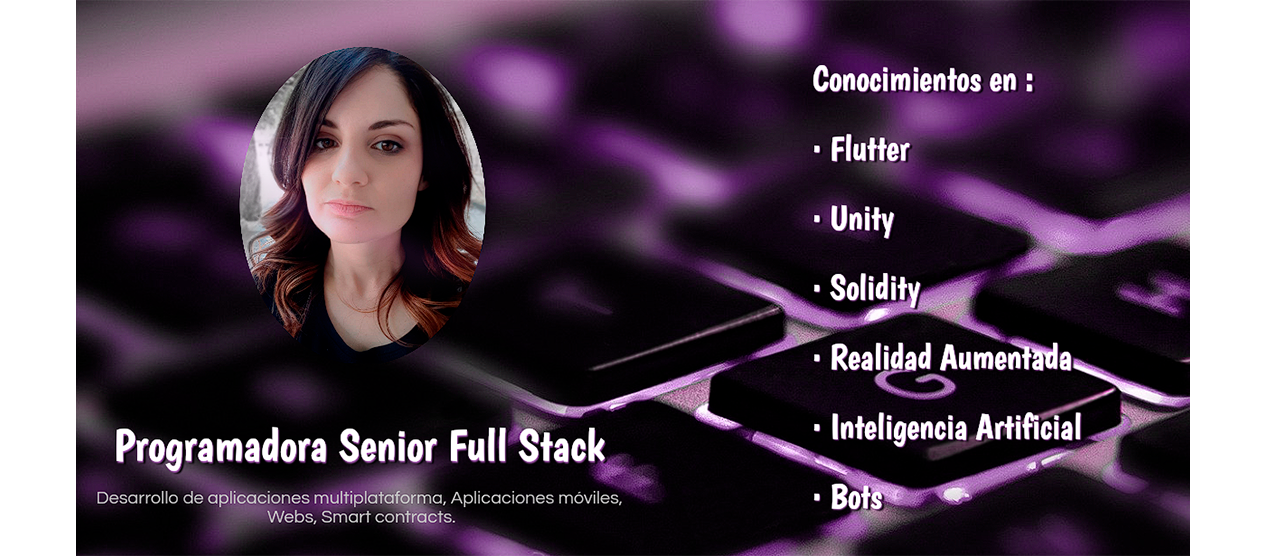 Programadora Senior Full Stack
Desarrollo de aplicaciones multiplataforma, Aplicaciones móviles,
Webs, Smart contracts.
Conocimientos en :
· Flutter
· Unity
· Solidity
· Realidad Aumentada
· Inteligencia Artificial
· Bots
G